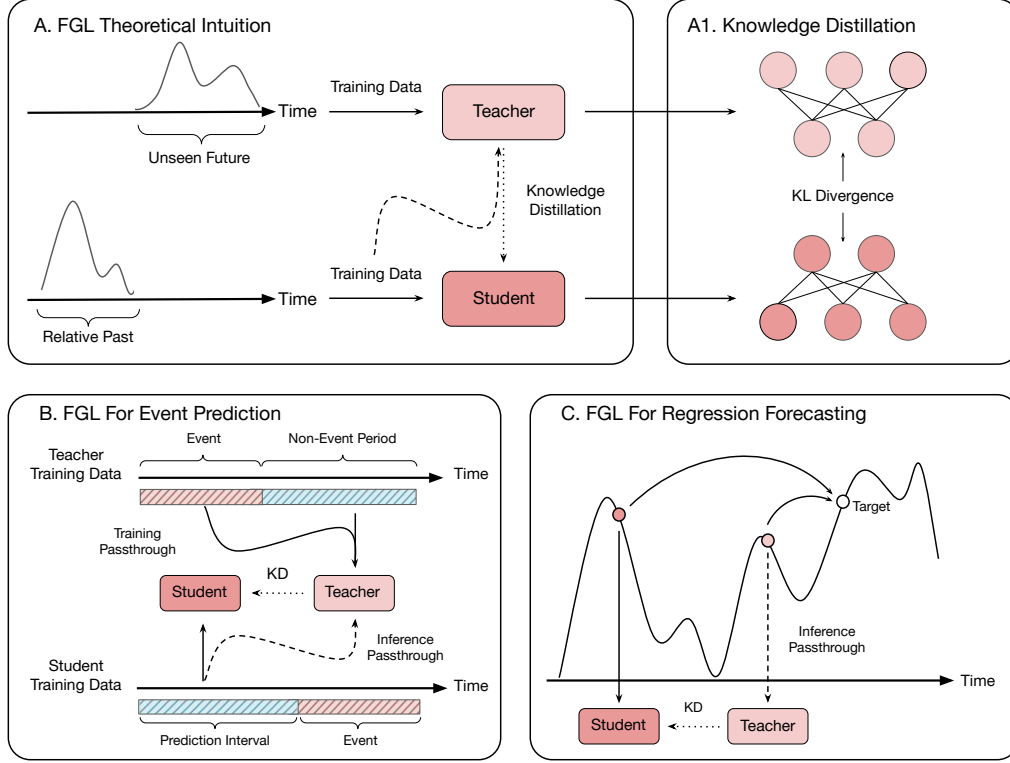 A. FGL Theoretical Intuition
Time
Unseen Future
Training Data
Teacher
Knowledge
Distillation
Training Data
Time
Relative Past
Student
A1. Knowledge Distillation
KL Divergence
B. FGL For Event Prediction
Event
Non-Event Period
Teacher
Training Data
Time
Training
Passthrough
Student
KD
Teacher
Inference
Passthrough
Student
Training Data
Time
Prediction Interval
Event
C. FGL For Regression Forecasting
Target
Inference
Passthrough
Time
Student
KD
Teacher